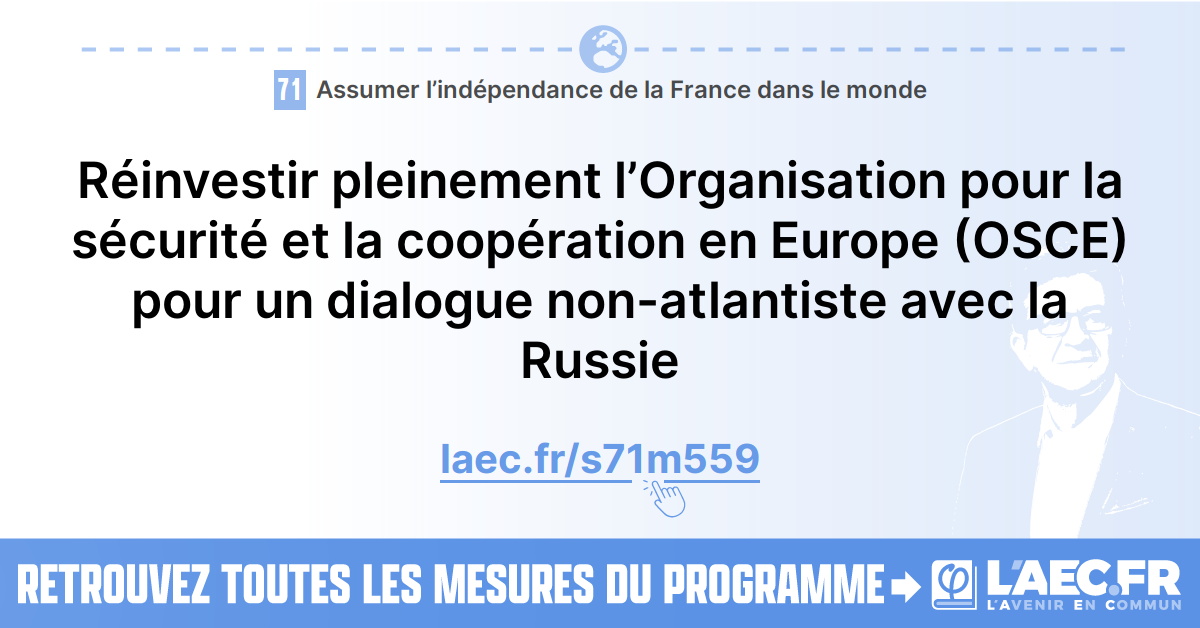 71 Assumer l’indépendance de la France dans le monde
Réinvestir pleinement l’Organisation pour la
sécurité et la coopération en Europe (OSCE)
pour un dialogue non-atlantiste avec la
Russie
laec.fr/s71m559
RETROUVEZ TOUTES LES MESURES DU PROGRAMME
L'AEC.FR
L'AVENIR EN COMMUN